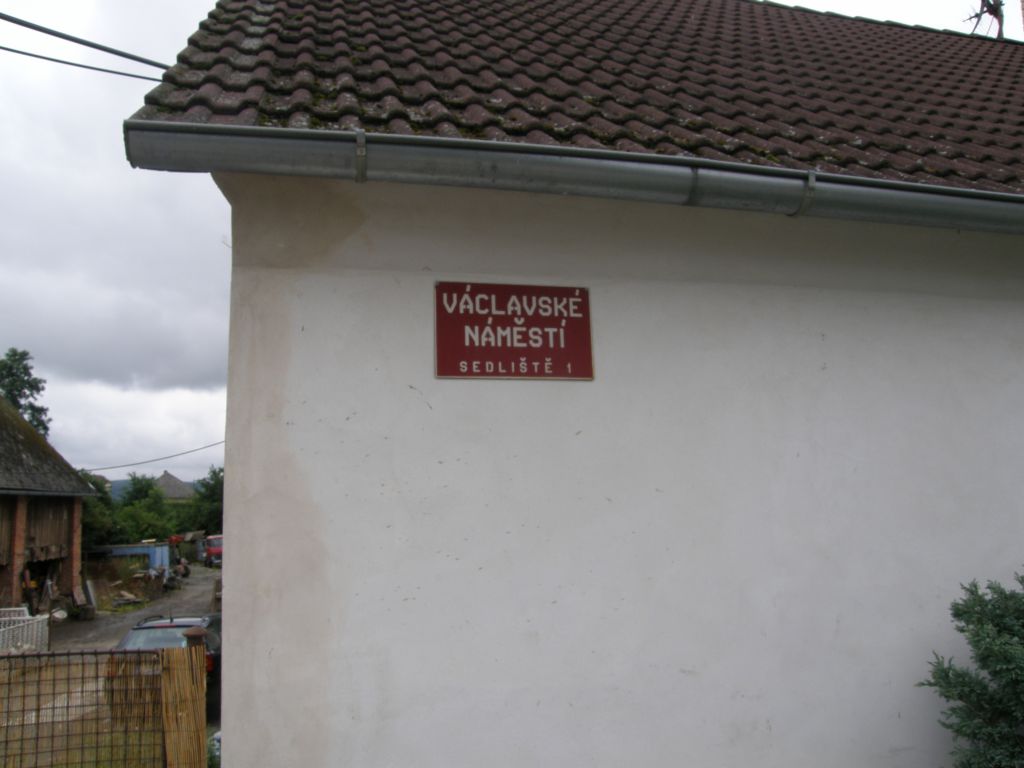 VÁCLAVSKÉ
NÁMĚSTÍ
SEDLIŠTĚ 1